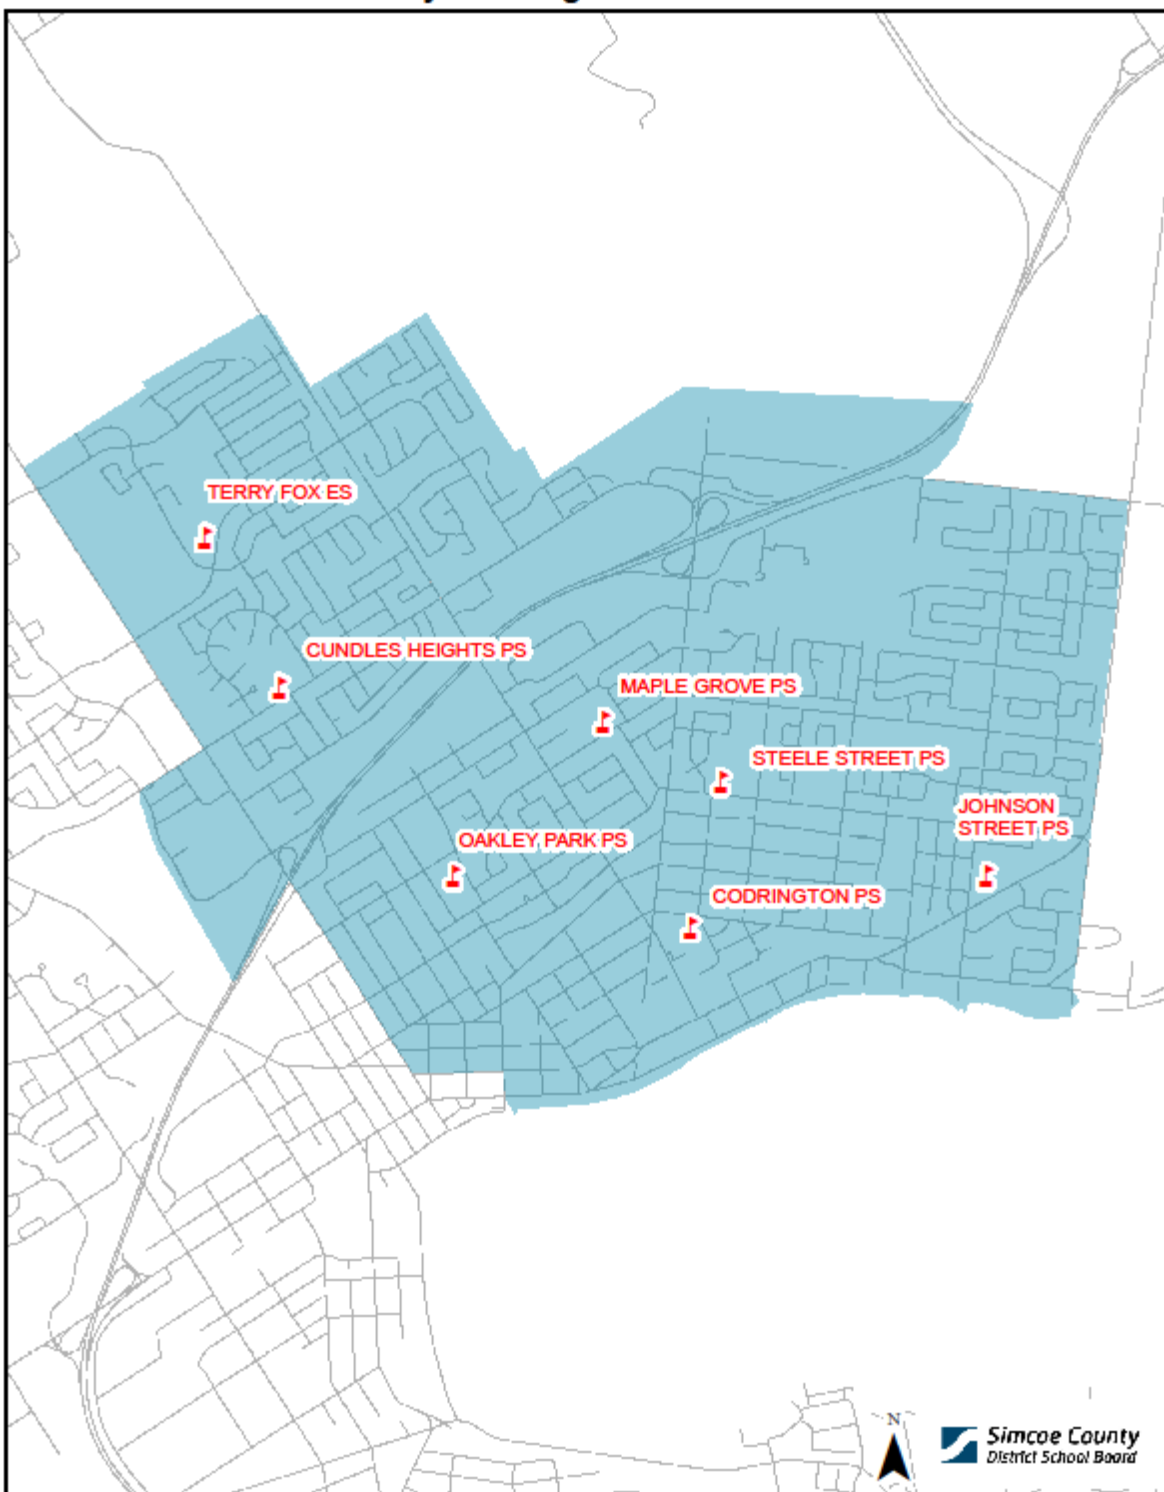 TERRY FOX ES
CUNDLES HEIGHTS PS
MAPLE GROVE PS
STEELE STREET PS
JOHNSON
STREET PS
OAKLEY PARK PS
CODRINGTON PS
N
Simcoe County
District School Board